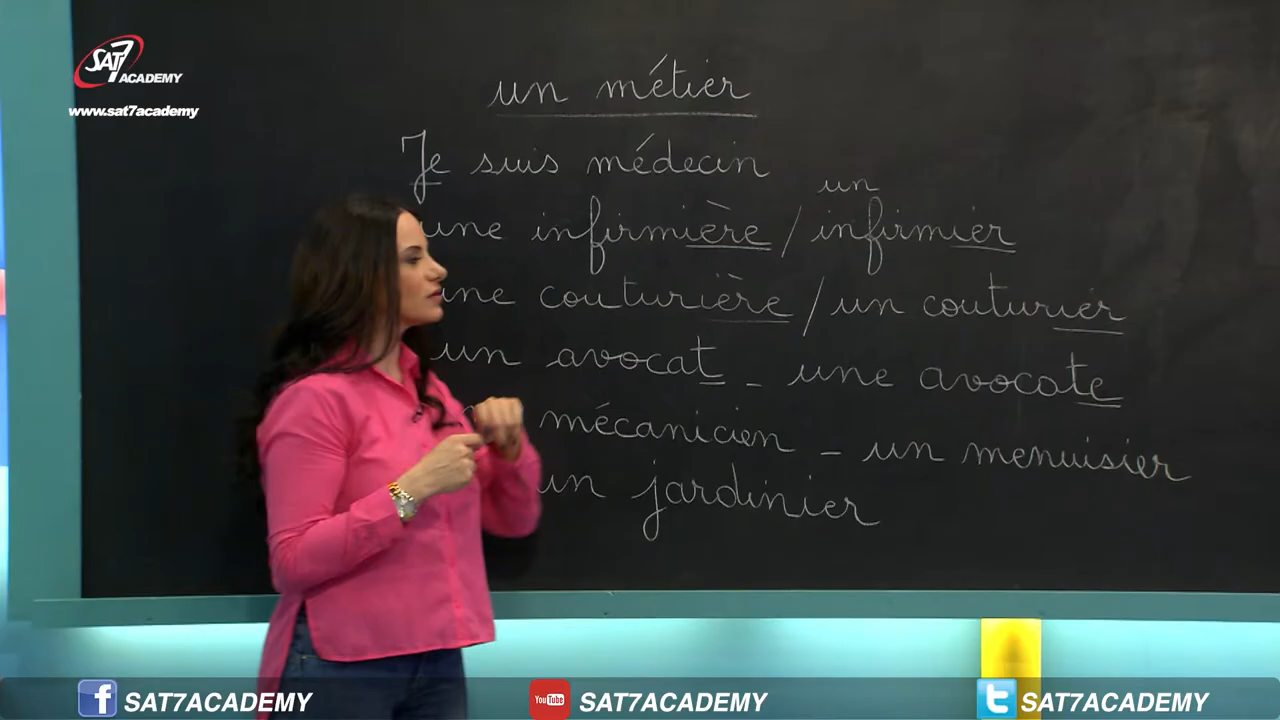 SAT7
ACADEMY
www.sat7academy
un métier
Je suis médecin
un
une infirmière / infirmier
une couturière / un couturier
un avocat - une avocate
mécanicien - un menuisier
un jardinier
f SAT7ACADEMY
YouTube SAT7ACADEMY
SAT7ACADEMY